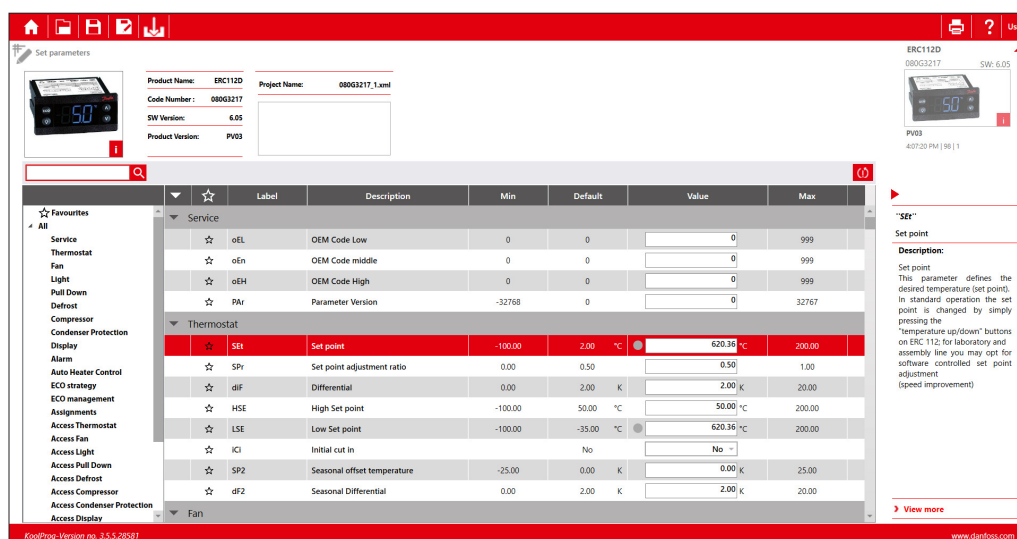 Us
Set parameters
Product Name: ERC112D
Code Number : 080G3217
SW Version: 6.05
Product Version: PV03
Project Name: 080G3217_1.xml
ERC112D
080G3217 SW: 6.05
PV03
4:07:20 PM | 98 | 1
Favourites
All
Service
Thermostat
Fan
Light
Pull Down
Defrost
Compressor
Condenser Protection
Display
Alarm
Auto Heater Control
ECO strategy
ECO management
Assignments
Access Thermostat
Access Fan
Access Light
Access Pull Down
Access Defrost
Access Compressor
Access Condenser Protection
Access Display
Label Description Min Default Value Max
Service
oEL OEM Code Low 0 0 0 999
oEn OEM Code middle 0 0 0 999
oEH OEM Code High 0 0 0 999
PAr Parameter Version -32768 0 0 32767
Thermostat
SEt Set point -100.00 2.00 °C 620.36 °C 200.00
SPr Set point adjustment ratio 0.00 0.50 0.50 1.00
diF Differential 0.00 2.00 K 2.00 K 20.00
HSE High Set point -100.00 50.00 °C 50.00 °C 200.00
LSE Low Set point -100.00 -35.00 °C 620.36 °C 200.00
iCi Initial cut in No No
SP2 Seasonal offset temperature -25.00 0.00 K 0.00 K 25.00
dF2 Seasonal Differential 0.00 2.00 K 2.00 K 20.00
Fan
"SEt"
Set point
Description:
Set point
This parameter defines the
desired temperature (set point).
In standard operation the set
point is changed by simply
pressing the
"temperature up/down" buttons
on ERC 112; for laboratory and
assembly line you may opt for
software controlled set point
adjustment
(speed improvement)
View more
KoolProg-Version no. 3.5.5.28581
www.danfoss.com